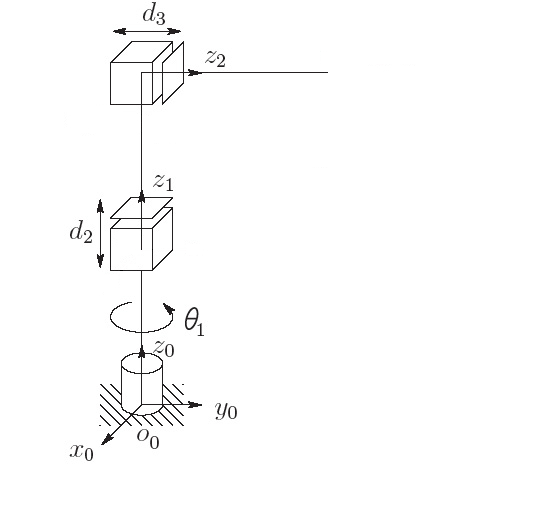 d₃
z₂
z₁
d₂
θ₁
z₀
y₀
o₀
x₀